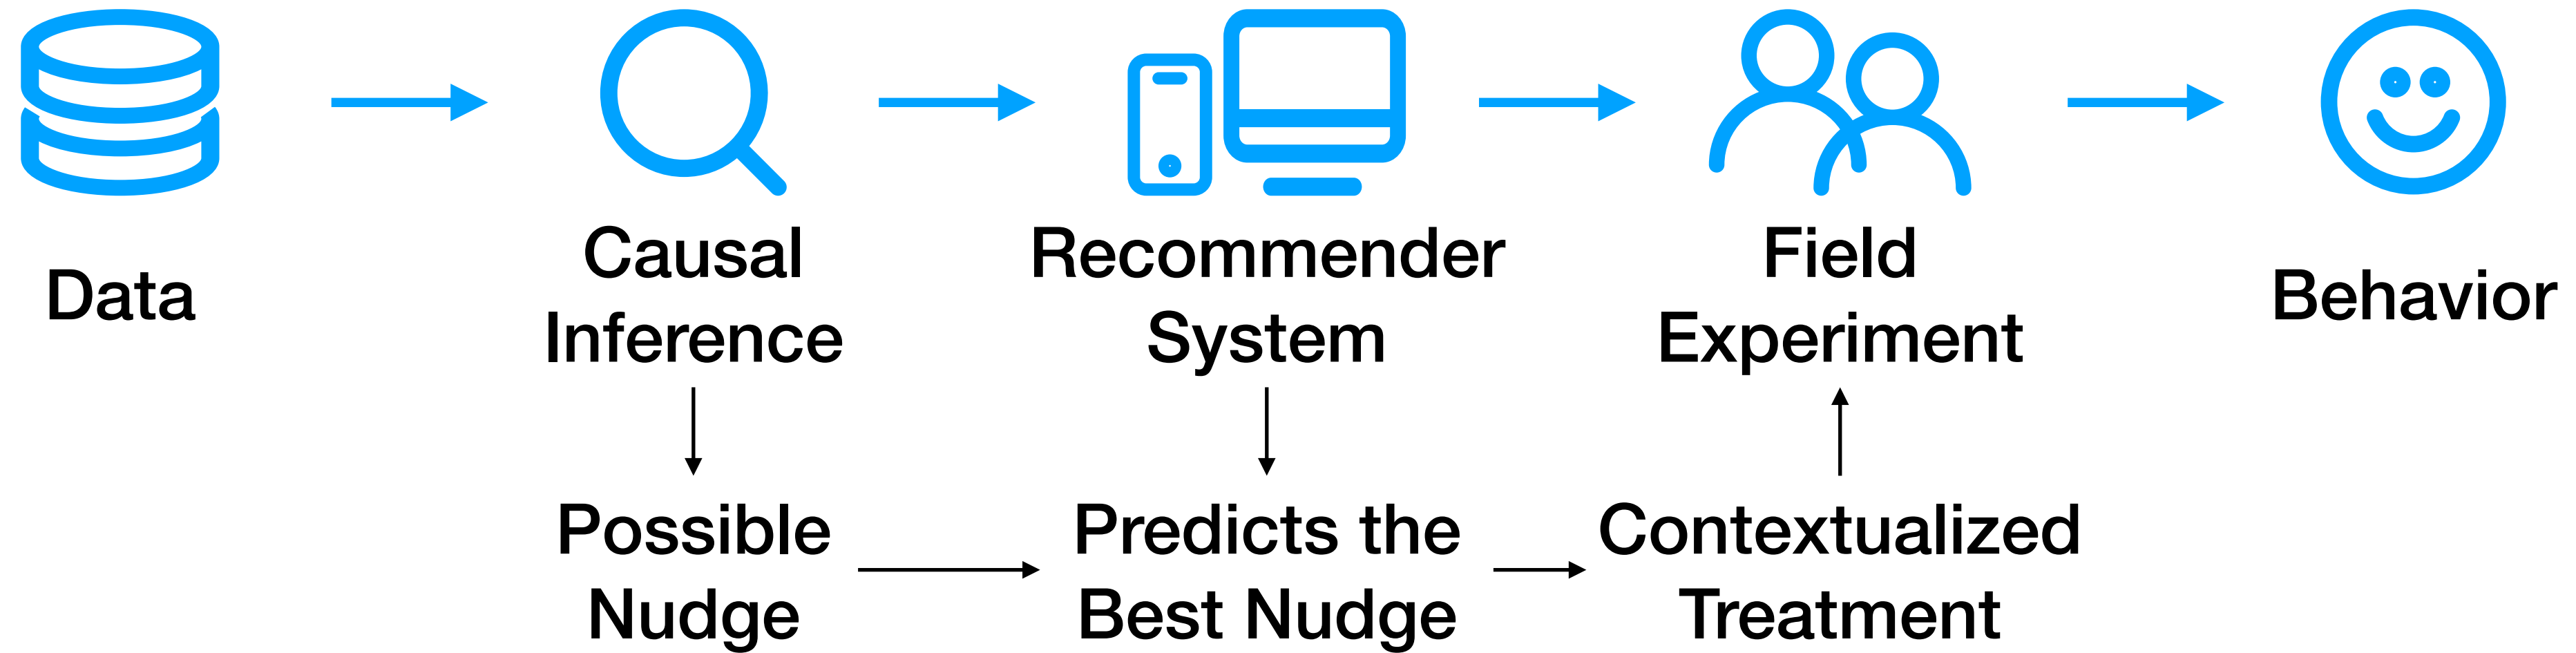 Data
Causal
Inference
Recommender
System
Field
Experiment
Behavior
Possible
Nudge
Predicts the
Best Nudge
Contextualized
Treatment